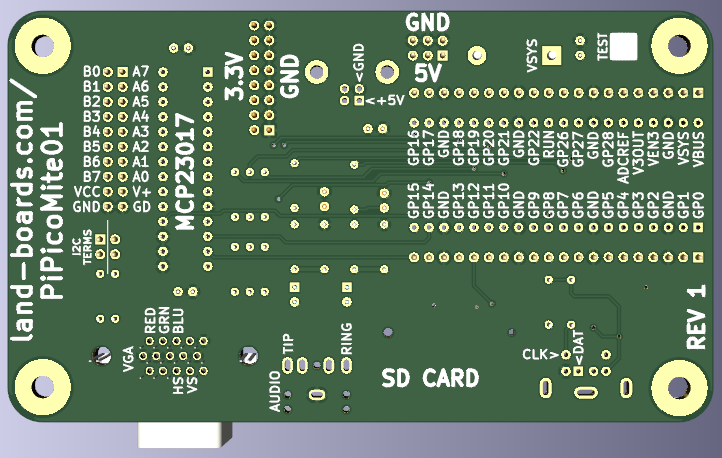 land-boards.com/
PiPicoMite01
B0 A7
B1 A6
B2 A5
B3 A4
B4 A3
B5 A2
B6 A1
B7 A0
VCC V+
GND GD
MCP23017
3.3V
GND
<GND
<+5V
GND
5V
VSYS
TEST
GP16
GP17
GND
GP18
GP19
GP20
GP21
GND
GP22
RUN
GP26
GP27
GND
GP28
ADCREF
V3OUT
VEN3
GND
VSYS
VBUS
GP15
GP14
GND
GP13
GP12
GP11
GP10
GND
GP9
GP8
GP7
GP6
GND
GP5
GP4
GP3
GP2
GND
GP1
GP0
I2C
TERMS
VGA
RED
GRN
BLU
HS
VS
AUDIO
TIP
RING
SD CARD
CLK>
<DAT
REV 1